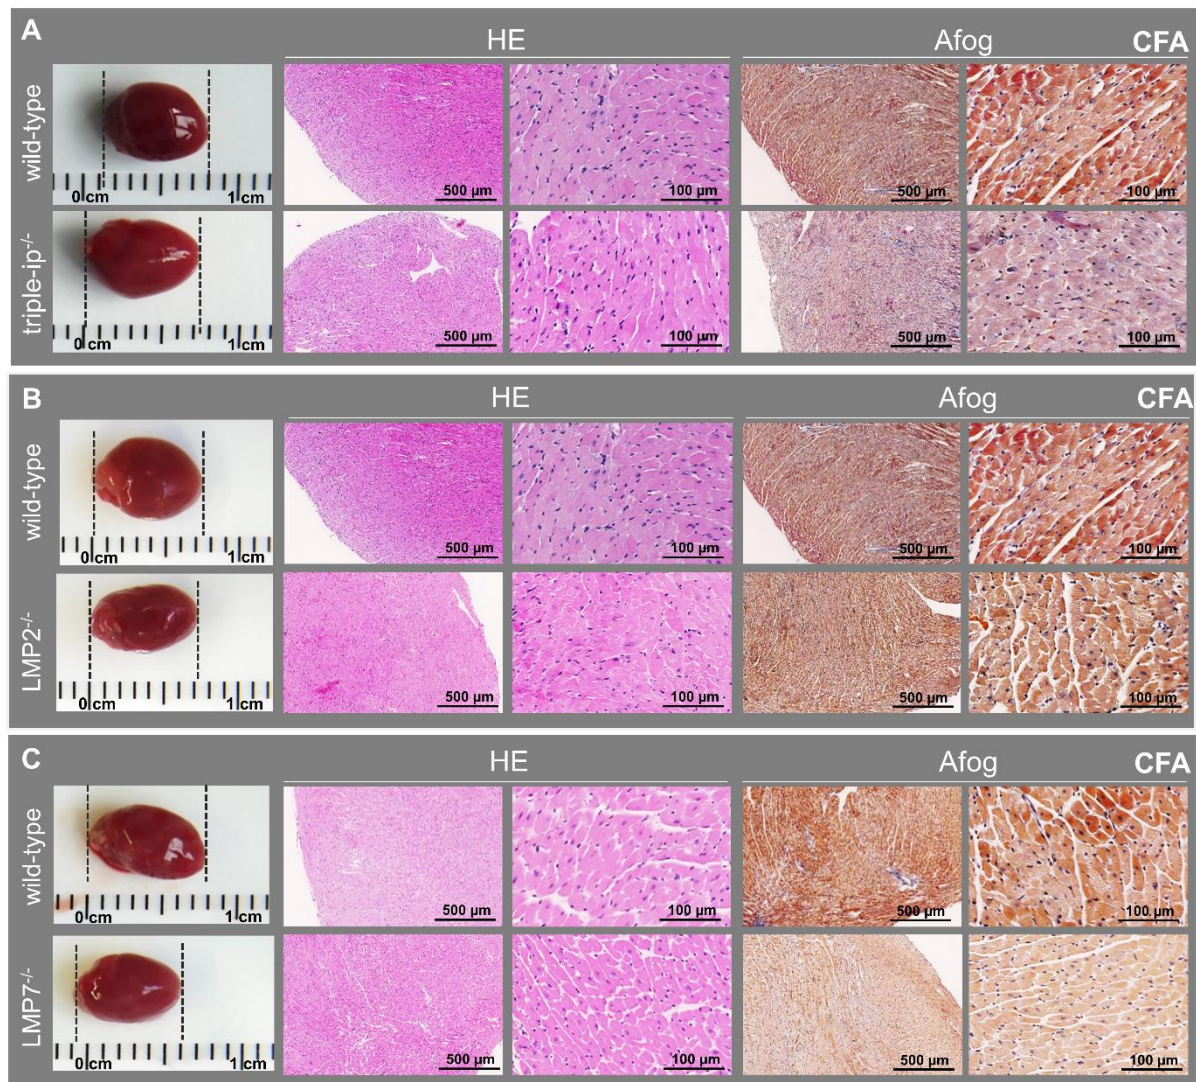 A
HE
Afog
CFA
wild-type
0 cm
1 cm
500 µm
100 µm
500 µm
100 µm
triple-ip-/-
0 cm
1 cm
500 µm
100 µm
500 µm
100 µm
B
HE
Afog
CFA
wild-type
0 cm
1 cm
500 µm
100 µm
500 µm
100 µm
LMP2-/-
0 cm
1 cm
500 µm
100 µm
500 µm
100 µm
C
HE
Afog
CFA
wild-type
0 cm
1 cm
500 µm
100 µm
500 µm
100 µm
LMP7-/-
0 cm
1 cm
500 µm
100 µm
500 µm
100 µm